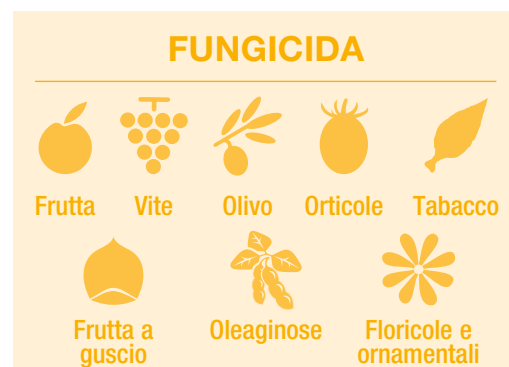 FUNGICIDA
Frutta Vite Olivo Orticole Tabacco
Frutta a guscio Oleaginose Floricole e ornamentali